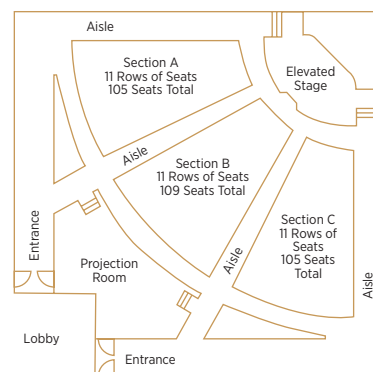 Aisle
Section A
11 Rows of Seats
105 Seats Total
Elevated
Stage
Aisle
Section B
11 Rows of Seats
109 Seats Total
Section C
11 Rows of
Seats
105 Seats
Total
Entrance
Projection
Room
Aisle
Aisle
Lobby
Entrance